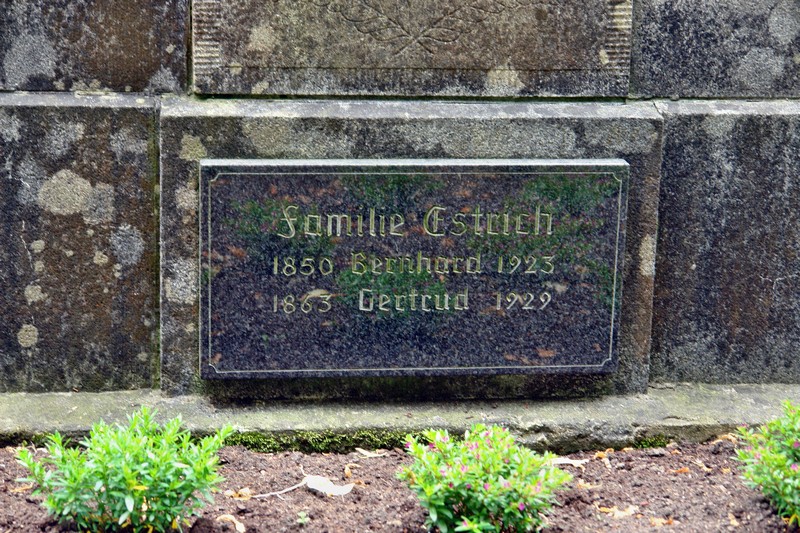 Familie Estrich
1850 Bernhard 1923
1863 Gertrud 1929